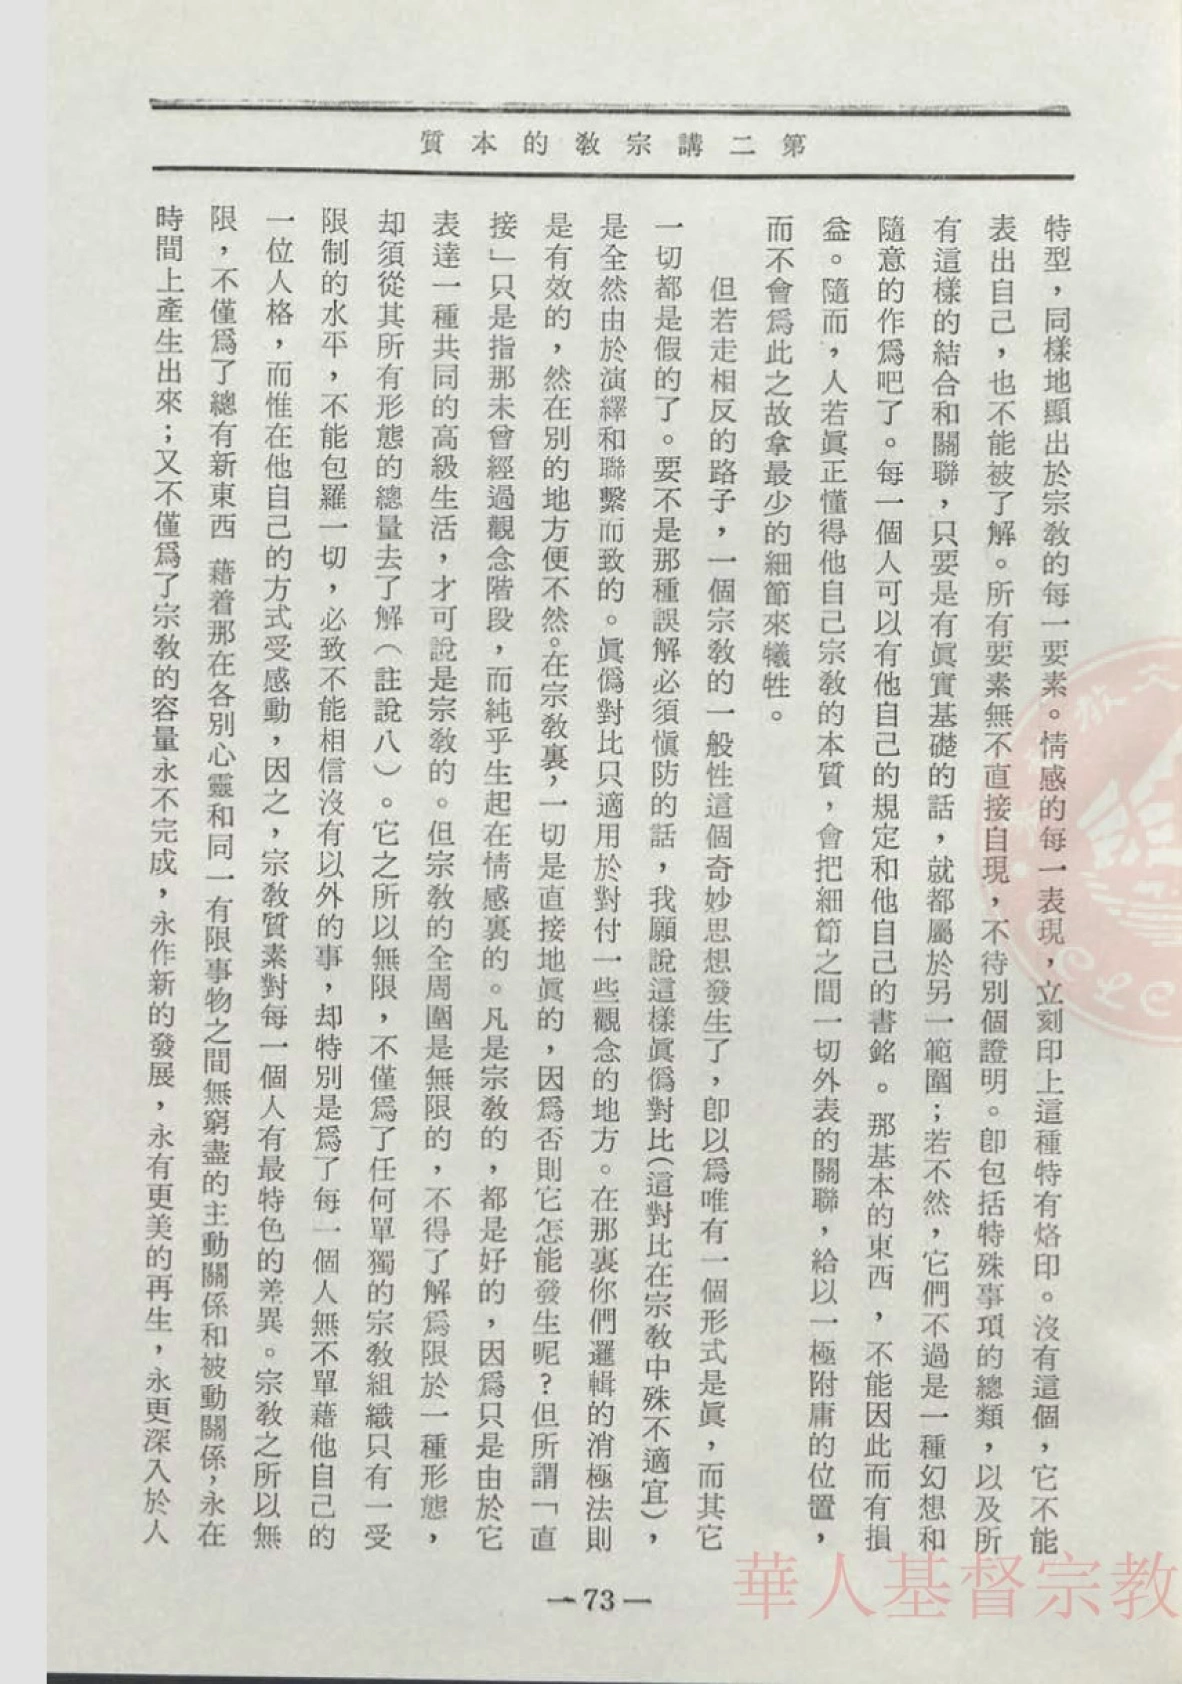 第二講宗教的本質
特型，同樣地顯出於宗教的每一要素。情感的每一表現，立刻印上這種特有烙印。沒有這個，它不能
表出自己，也不能被了解。所有要素無不直接自現，不待別個證明。卽包括特殊事項的總類，以及所
有這樣的結合和關聯，只要是有眞實基礎的話，就都屬於另一範圍；若不然，它們不過是一種幻想和
隨意的作爲吧了。每一個人可以有他自己的規定和他自己的書銘。那基本的東西，不能因此而有損
益。隨而，人若眞正懂得他自己宗教的本質，會把細節之間一切外表的關聯，給以一極附庸的位置，
而不會爲此之故拿最少的細節來犧牲。
但若走相反的路子，一個宗教的一般性這個奇妙思想發生了，卽以爲唯有一個形式是眞，而其它
一切都是假的了。要不是那種誤解必須愼防的話，我願說這樣眞僞對比（這對比在宗教中殊不適宜），
是全然由於演繹和聯繫而致的。眞僞對比只適用於對付一些觀念的地方。在那裏你們邏輯的消極法則
是有效的，然在別的地方便不然。在宗教裏，一切是直接地眞的，因爲否則它怎能發生呢？但所謂「直
接」只是指那未曾經過觀念階段，而純乎生起在情感裏的。凡是宗教的，都是好的，因爲只是由於它
表達一種共同的高級生活，才可說是宗教的。但宗教的全周圍是無限的，不得了解爲限於一種形態，
却須從其所有形態的總量去了解（註說八）。它之所以無限，不僅爲了任何單獨的宗教組織只有一受
限制的水平，不能包羅一切，必致不能相信沒有以外的事，却特別是爲了每一個人無不單藉他自己的
一位人格，而惟在他自己的方式受感動，因之，宗教質素對每一個人有最特色的差異。宗教之所以無
限，不僅爲了總有新東西 藉着那在各別心靈和同一有限事物之間無窮盡的主動關係和被動關係，永在
時間上產生出來；又不僅爲了宗教的容量永不完成，永作新的發展，永有更美的再生，永更深入於人
—73—
華人基督宗教